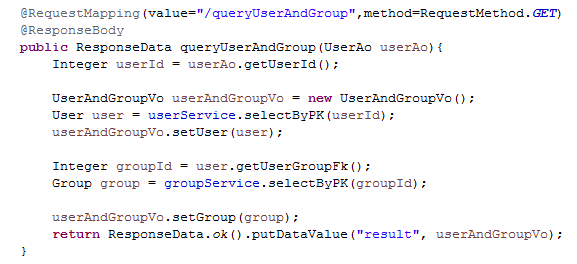 @RequestMapping(value="/queryUserAndGroup",method=RequestMethod.GET)
@ResponseBody
public ResponseData queryUserAndGroup(UserAo userAo){
    Integer userId = userAo.getUserId();

    UserAndGroupVo userAndGroupVo = new UserAndGroupVo();
    User user = userService.selectByPK(userId);
    userAndGroupVo.setUser(user);

    Integer groupId = user.getUserGroupFk();
    Group group = groupService.selectByPK(groupId);

    userAndGroupVo.setGroup(group);
    return ResponseData.ok().putDataValue("result", userAndGroupVo);
}